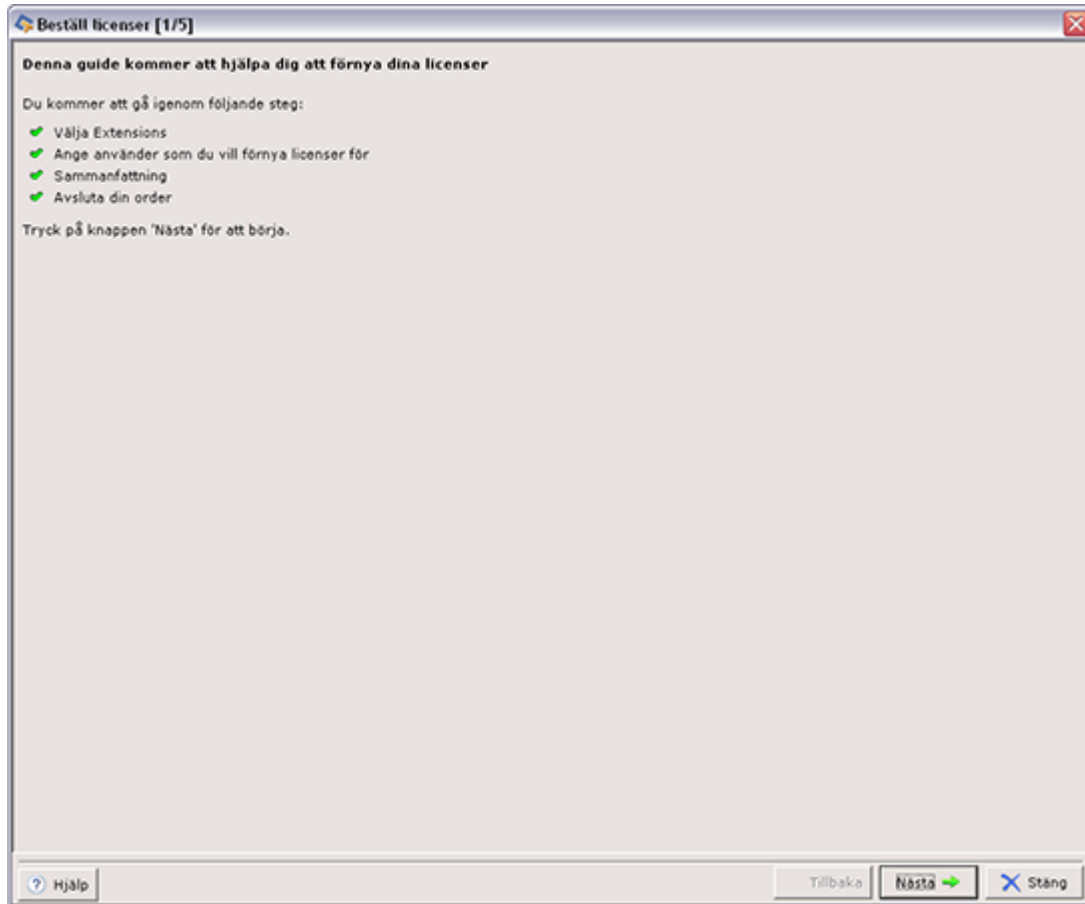 Beställ licenser [1/5]
Denna guide kommer att hjälpa dig att förnya dina licenser
Du kommer att gå igenom följande steg:
Välja Extensions
Ange använder som du vill förnya licenser för
Sammanfattning
Avsluta din order
Tryck på knappen 'Nästa' för att börja.
Hjälp
Tillbaka
Nästa
Stäng